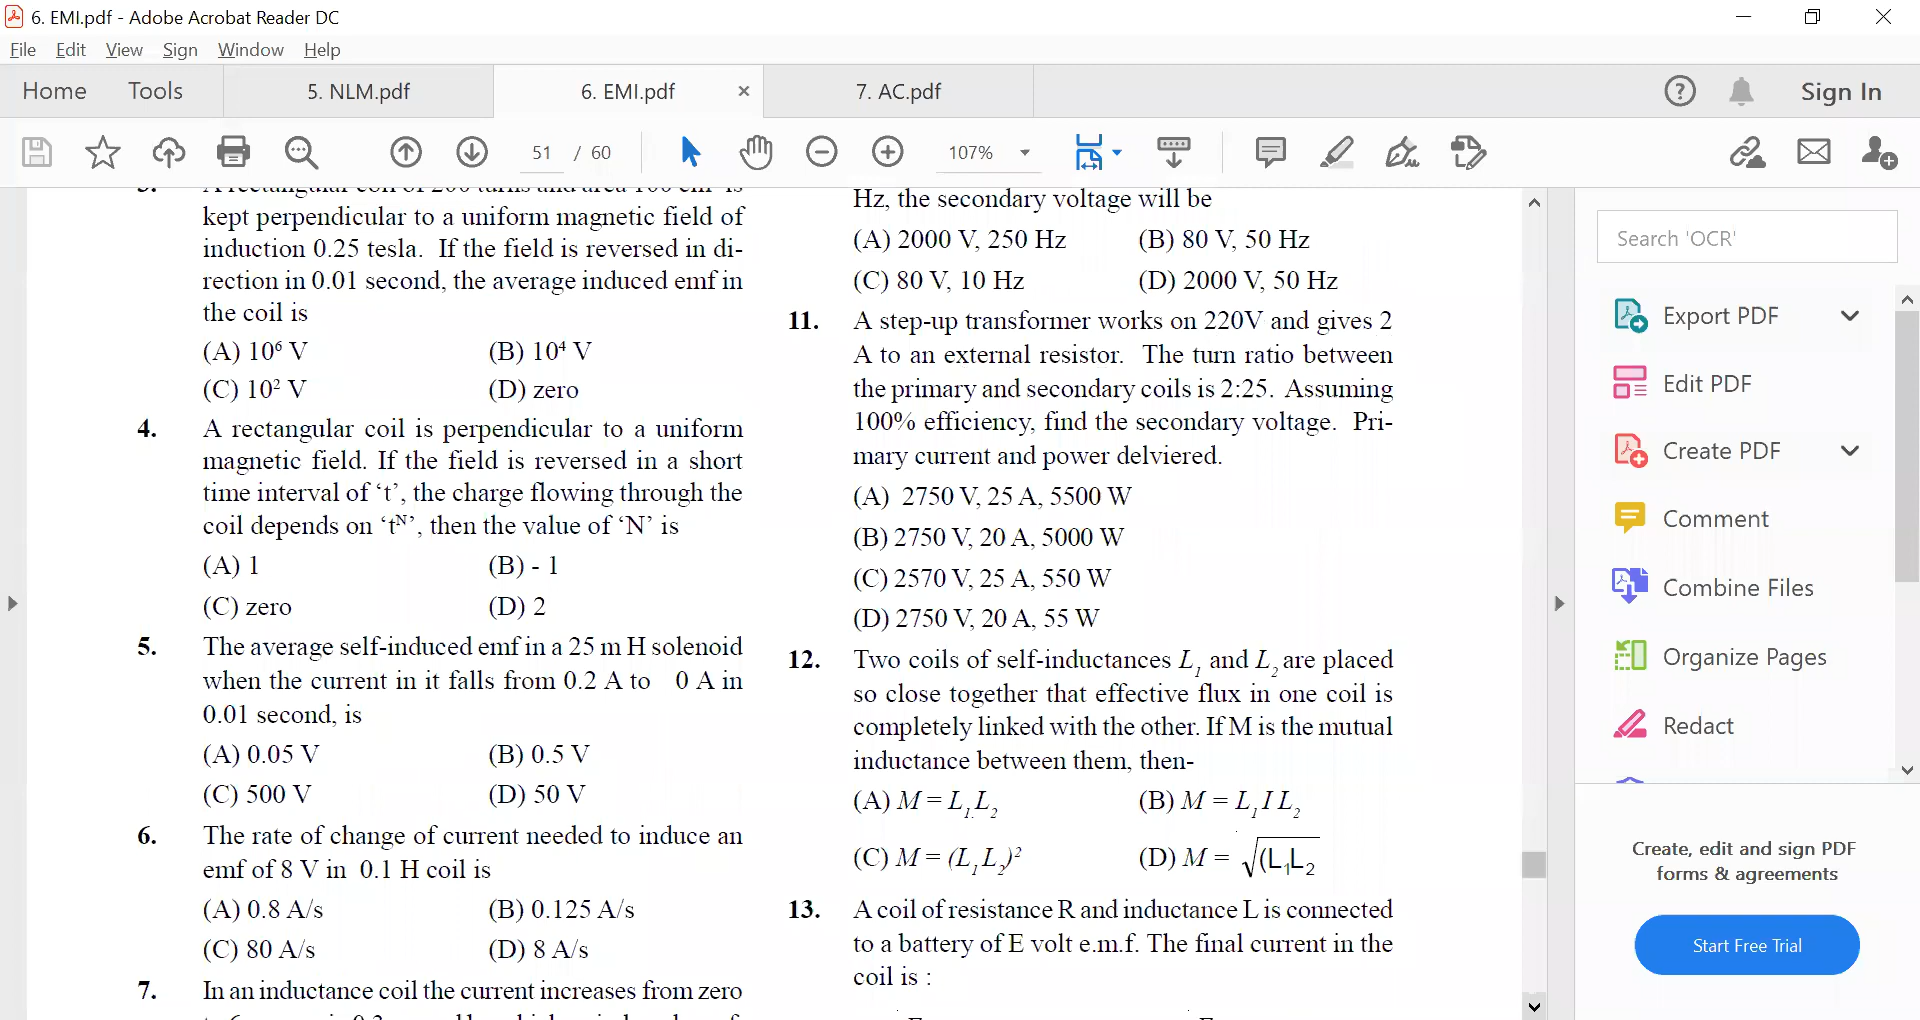 6. EMI.pdf - Adobe Acrobat Reader DC
File Edit View Sign Window Help
Home Tools 5. NLM.pdf 6. EMI.pdf × 7. AC.pdf Sign In
51 / 60 107%
kept perpendicular to a uniform magnetic field of
induction 0.25 tesla. If the field is reversed in di-
rection in 0.01 second, the average induced emf in
the coil is
(A) 10⁶ V (B) 10⁴ V
(C) 10² V (D) zero
4. A rectangular coil is perpendicular to a uniform
magnetic field. If the field is reversed in a short
time interval of ‘t’, the charge flowing through the
coil depends on ‘tᴺ’, then the value of ‘N’ is
(A) 1 (B) - 1
(C) zero (D) 2
5. The average self-induced emf in a 25 m H solenoid
when the current in it falls from 0.2 A to 0 A in
0.01 second, is
(A) 0.05 V (B) 0.5 V
(C) 500 V (D) 50 V
6. The rate of change of current needed to induce an
emf of 8 V in 0.1 H coil is
(A) 0.8 A/s (B) 0.125 A/s
(C) 80 A/s (D) 8 A/s
7. In an inductance coil the current increases from zero
Hz, the secondary voltage will be
(A) 2000 V, 250 Hz (B) 80 V, 50 Hz
(C) 80 V, 10 Hz (D) 2000 V, 50 Hz
11. A step-up transformer works on 220V and gives 2
A to an external resistor. The turn ratio between
the primary and secondary coils is 2:25. Assuming
100% efficiency, find the secondary voltage. Pri-
mary current and power delviered.
(A) 2750 V, 25 A, 5500 W
(B) 2750 V, 20 A, 5000 W
(C) 2570 V, 25 A, 550 W
(D) 2750 V, 20 A, 55 W
12. Two coils of self-inductances L₁ and L₂ are placed
so close together that effective flux in one coil is
completely linked with the other. If M is the mutual
inductance between them, then-
(A) M = L₁L₂ (B) M = L₁ I L₂
(C) M = (L₁L₂)² (D) M = √(L₁L₂
13. A coil of resistance R and inductance L is connected
to a battery of E volt e.m.f. The final current in the
coil is :
Search 'OCR'
Export PDF
Edit PDF
Create PDF
Comment
Combine Files
Organize Pages
Redact
Create, edit and sign PDF
forms & agreements
Start Free Trial